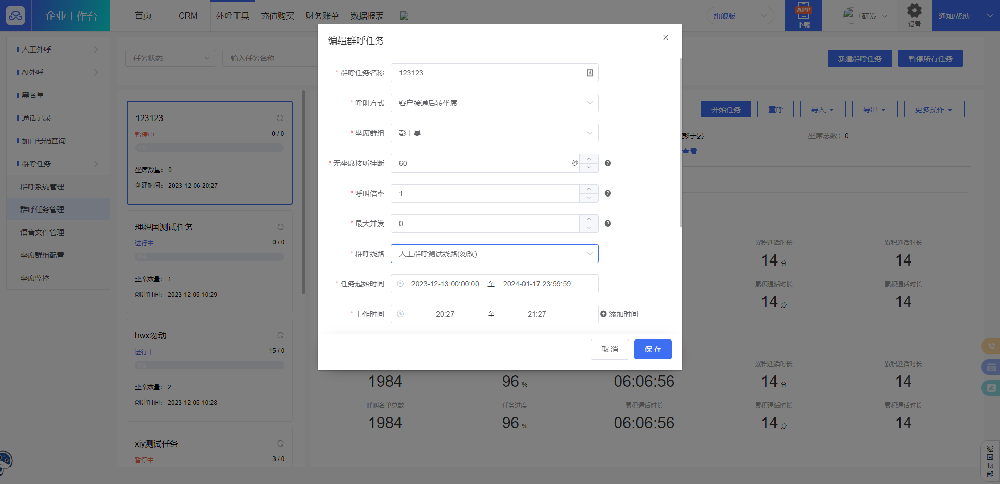 企业工作台
首页
CRM
外呼工具
充值购买
财务账单
数据报表
旗舰版
APP
下载
研发
设置
通知/帮助
人工外呼
AI外呼
黑名单
通话记录
加白号码查询
群呼任务
群呼系统管理
群呼任务管理
语音文件管理
坐席群组配置
坐席监控
任务状态
输入任务名称
新建群呼任务
暂停所有任务
123123
暂停中
0 / 0
0%
坐席数量： 0
创建时间： 2023-12-06 20:27
理想国测试任务
进行中
0 / 0
0%
坐席数量： 1
创建时间： 2023-12-06 10:29
hwx勿动
进行中
15 / 0
0%
坐席数量： 2
创建时间： 2023-12-06 10:28
xjy测试任务
暂停中
3 / 0
开始任务
重呼
导入
导出
更多操作
彭于晏
坐席总数： 0
查看
编辑群呼任务
* 群呼任务名称
123123
* 呼叫方式
客户接通后转坐席
* 坐席群组
彭于晏
* 无坐席接听挂断
60
秒
* 呼叫倍率
1
* 最大并发
0
* 群呼线路
人工群呼测试线路(勿改)
* 任务起始时间
2023-12-13 00:00:00 至 2024-01-17 23:59:59
* 工作时间
20:27 至 21:27
添加时间
取 消
保 存
累积通话时长
累积通话时长
14 分
14
累积通话时长
累积通话时长
14 分
14
累积通话时长
累积通话时长
1984
96 %
06:06:56
14 分
14
呼叫名单总数
任务进度
累积通话时长
累积通话时长
累积通话时长
1984
96 %
06:06:56
14 分
14
返回顶部